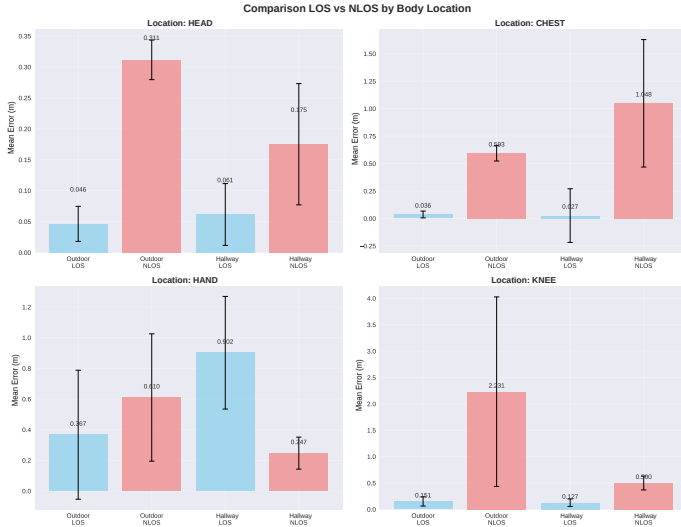 Comparison LOS vs NLOS by Body Location
Location: HEAD
Mean Error (m)
0.35
0.30
0.25
0.20
0.15
0.10
0.05
0.00
0.046
0.311
0.061
0.175
Outdoor
LOS
Outdoor
NLOS
Hallway
LOS
Hallway
NLOS
Location: CHEST
Mean Error (m)
1.50
1.25
1.00
0.75
0.50
0.25
0.00
−0.25
0.036
0.593
0.027
1.048
Outdoor
LOS
Outdoor
NLOS
Hallway
LOS
Hallway
NLOS
Location: HAND
Mean Error (m)
1.2
1.0
0.8
0.6
0.4
0.2
0.0
0.367
0.610
0.902
0.247
Outdoor
LOS
Outdoor
NLOS
Hallway
LOS
Hallway
NLOS
Location: KNEE
Mean Error (m)
4.0
3.5
3.0
2.5
2.0
1.5
1.0
0.5
0.0
0.151
2.231
0.127
Outdoor
LOS
Outdoor
NLOS
Hallway
LOS
Hallway
NLOS